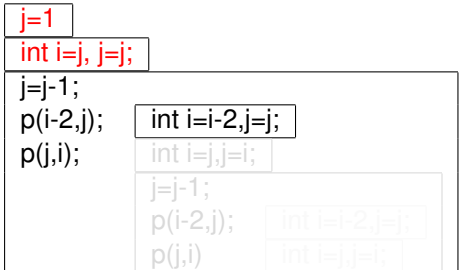 j=1
int i=j, j=j;
j=j-1;
p(i-2,j); int i=i-2,j=j;
p(j,i); int i=j,j=i;
j=j-1;
p(i-2,j); int i=i-2,j=j;
p(j,i) int i=j,j=i;